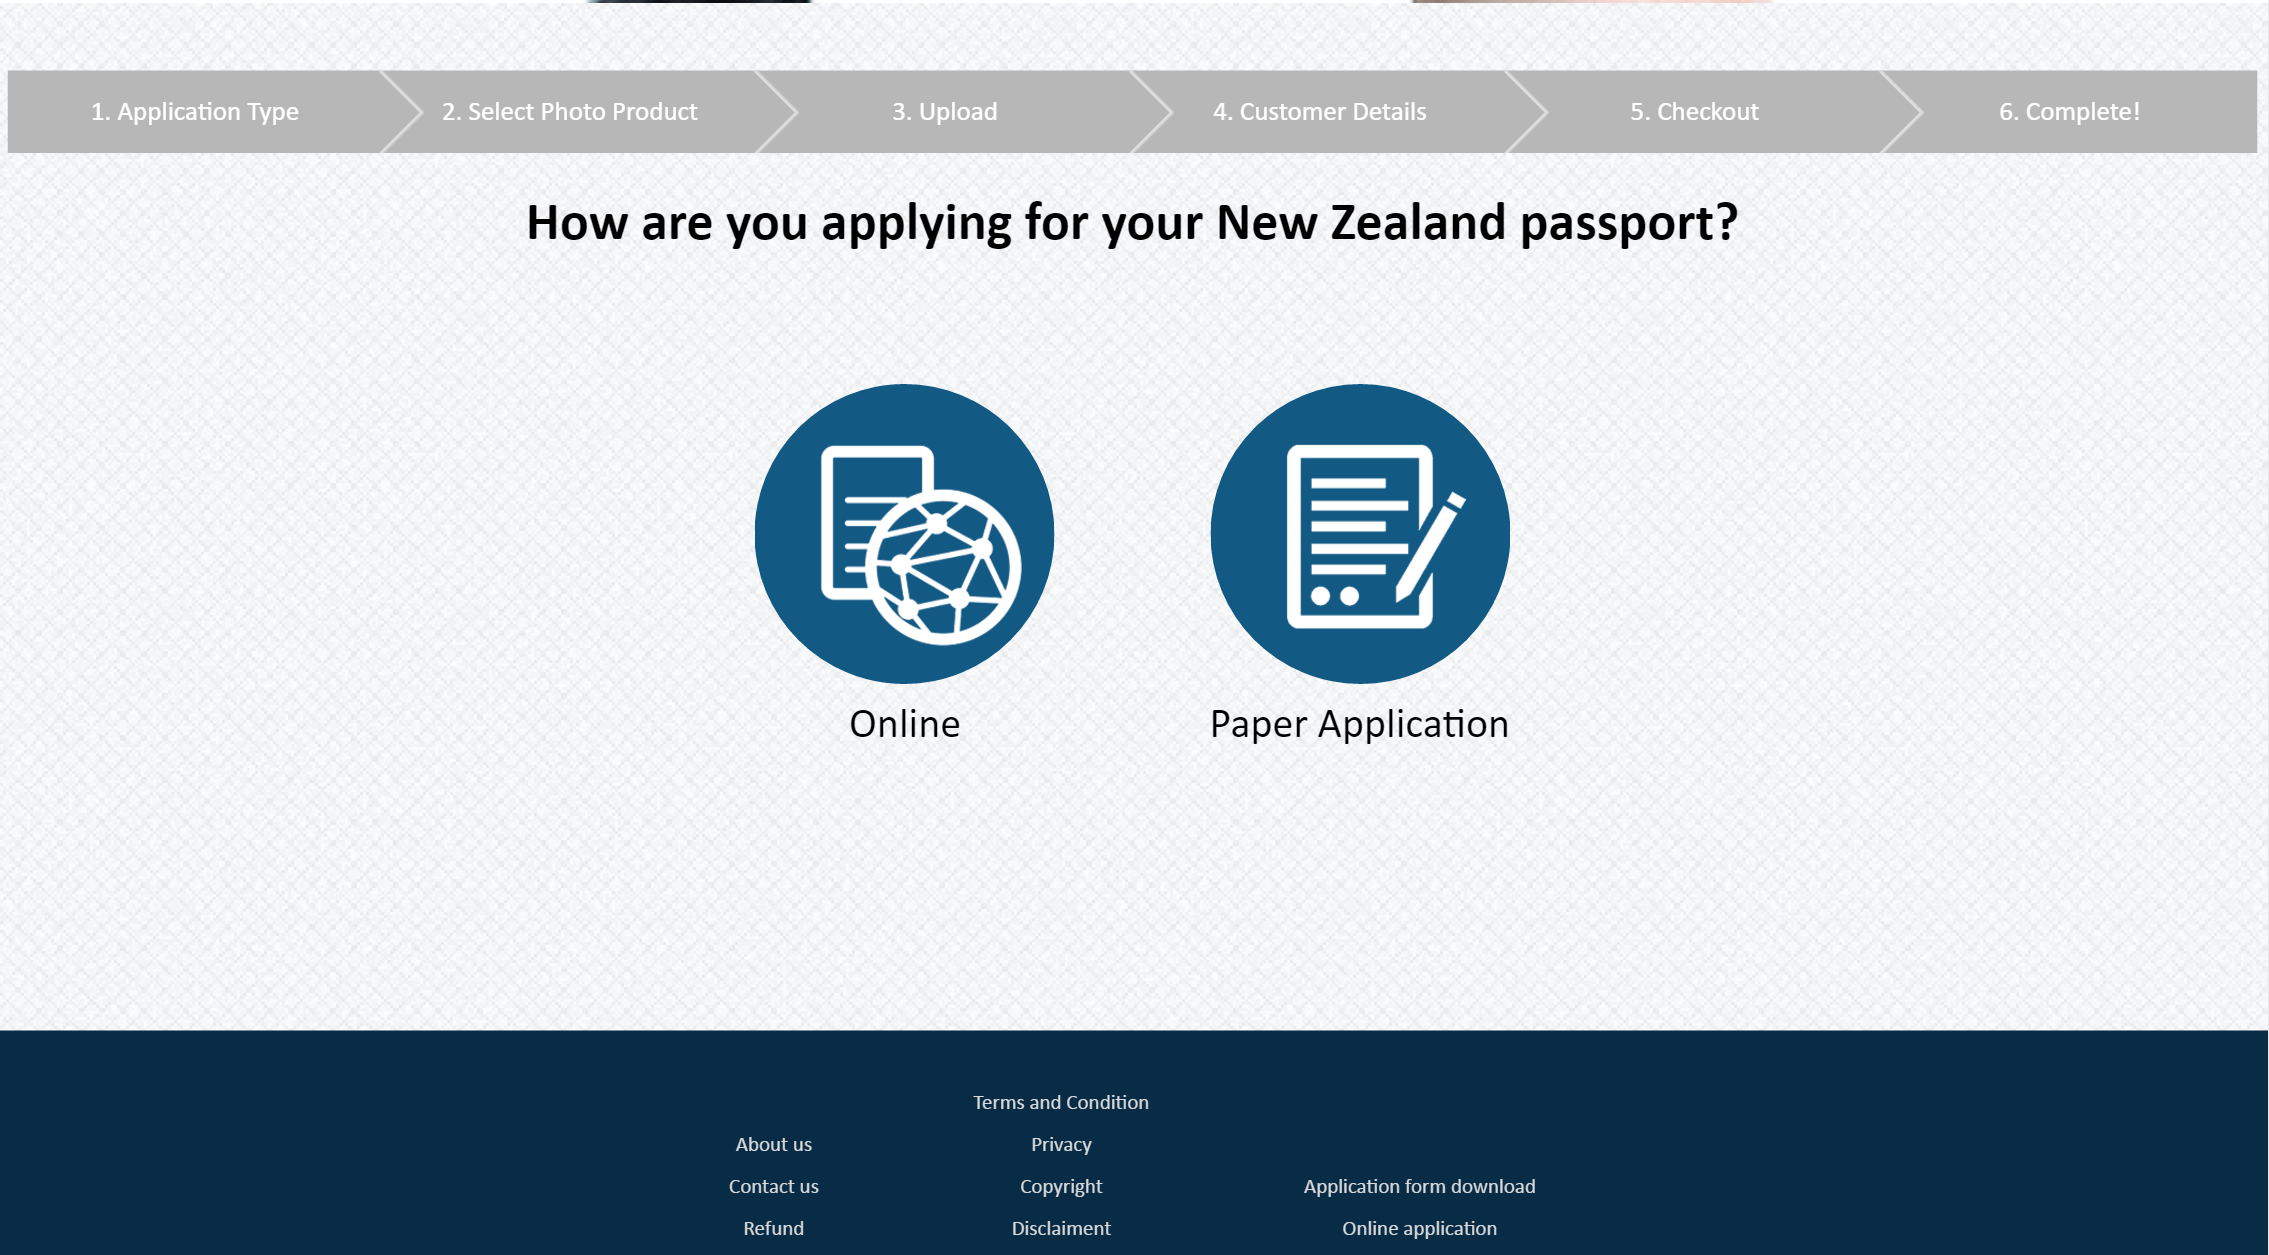 1. Application Type
2. Select Photo Product
3. Upload
4. Customer Details
5. Checkout
6. Complete!
How are you applying for your New Zealand passport?
Online
Paper Application
About us
Contact us
Refund
Terms and Condition
Privacy
Copyright
Disclaiment
Application form download
Online application